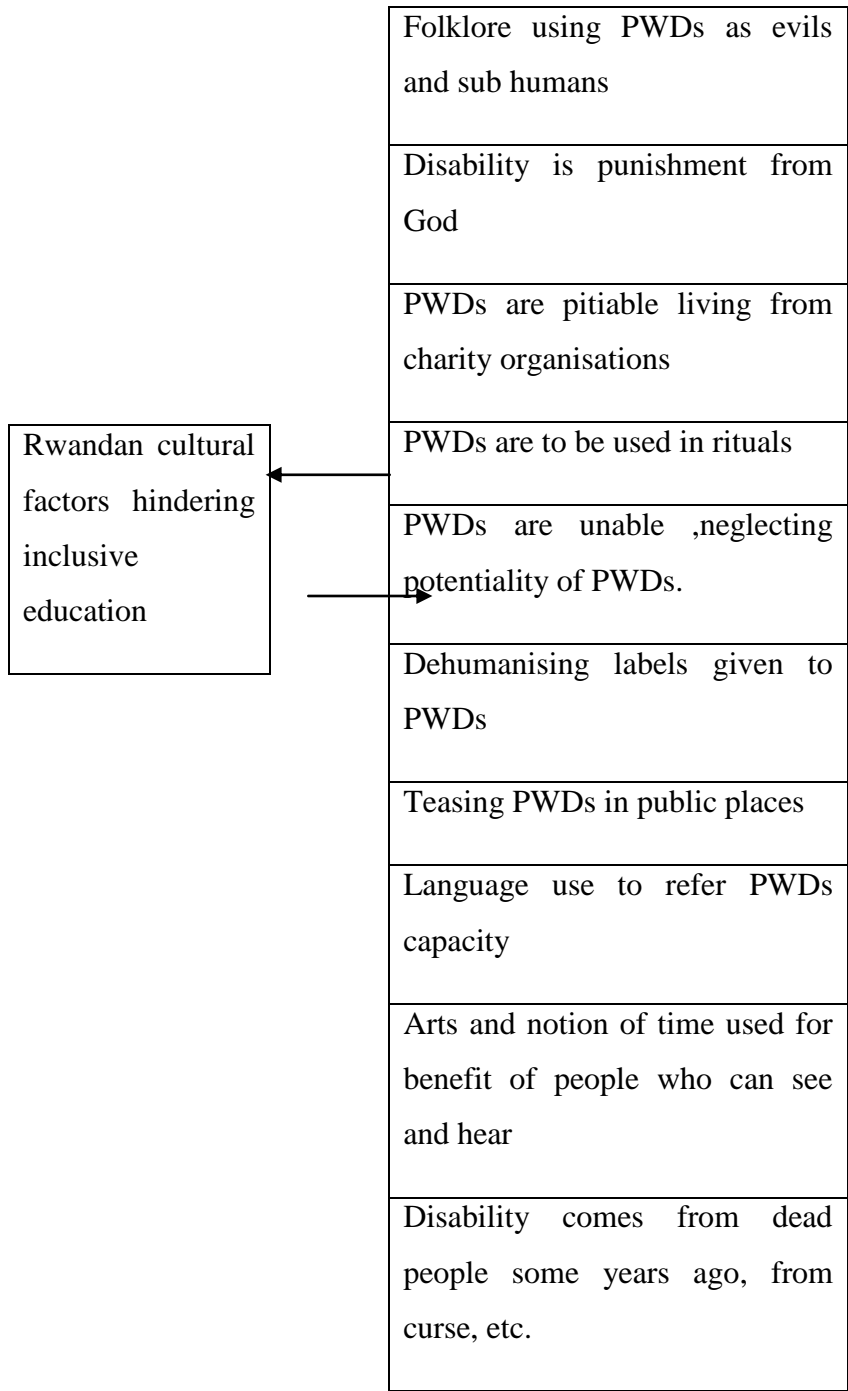 Folklore using PWDs as evils
and sub humans
Disability is punishment from
God
PWDs are pitiable living from
charity organisations
Rwandan cultural
factors hindering
inclusive
education
PWDs are to be used in rituals
PWDs are unable ,neglecting
potentiality of PWDs.
Dehumanising labels given to
PWDs
Teasing PWDs in public places
Language use to refer PWDs
capacity
Arts and notion of time used for
benefit of people who can see
and hear
Disability comes from dead
people some years ago, from
curse, etc.